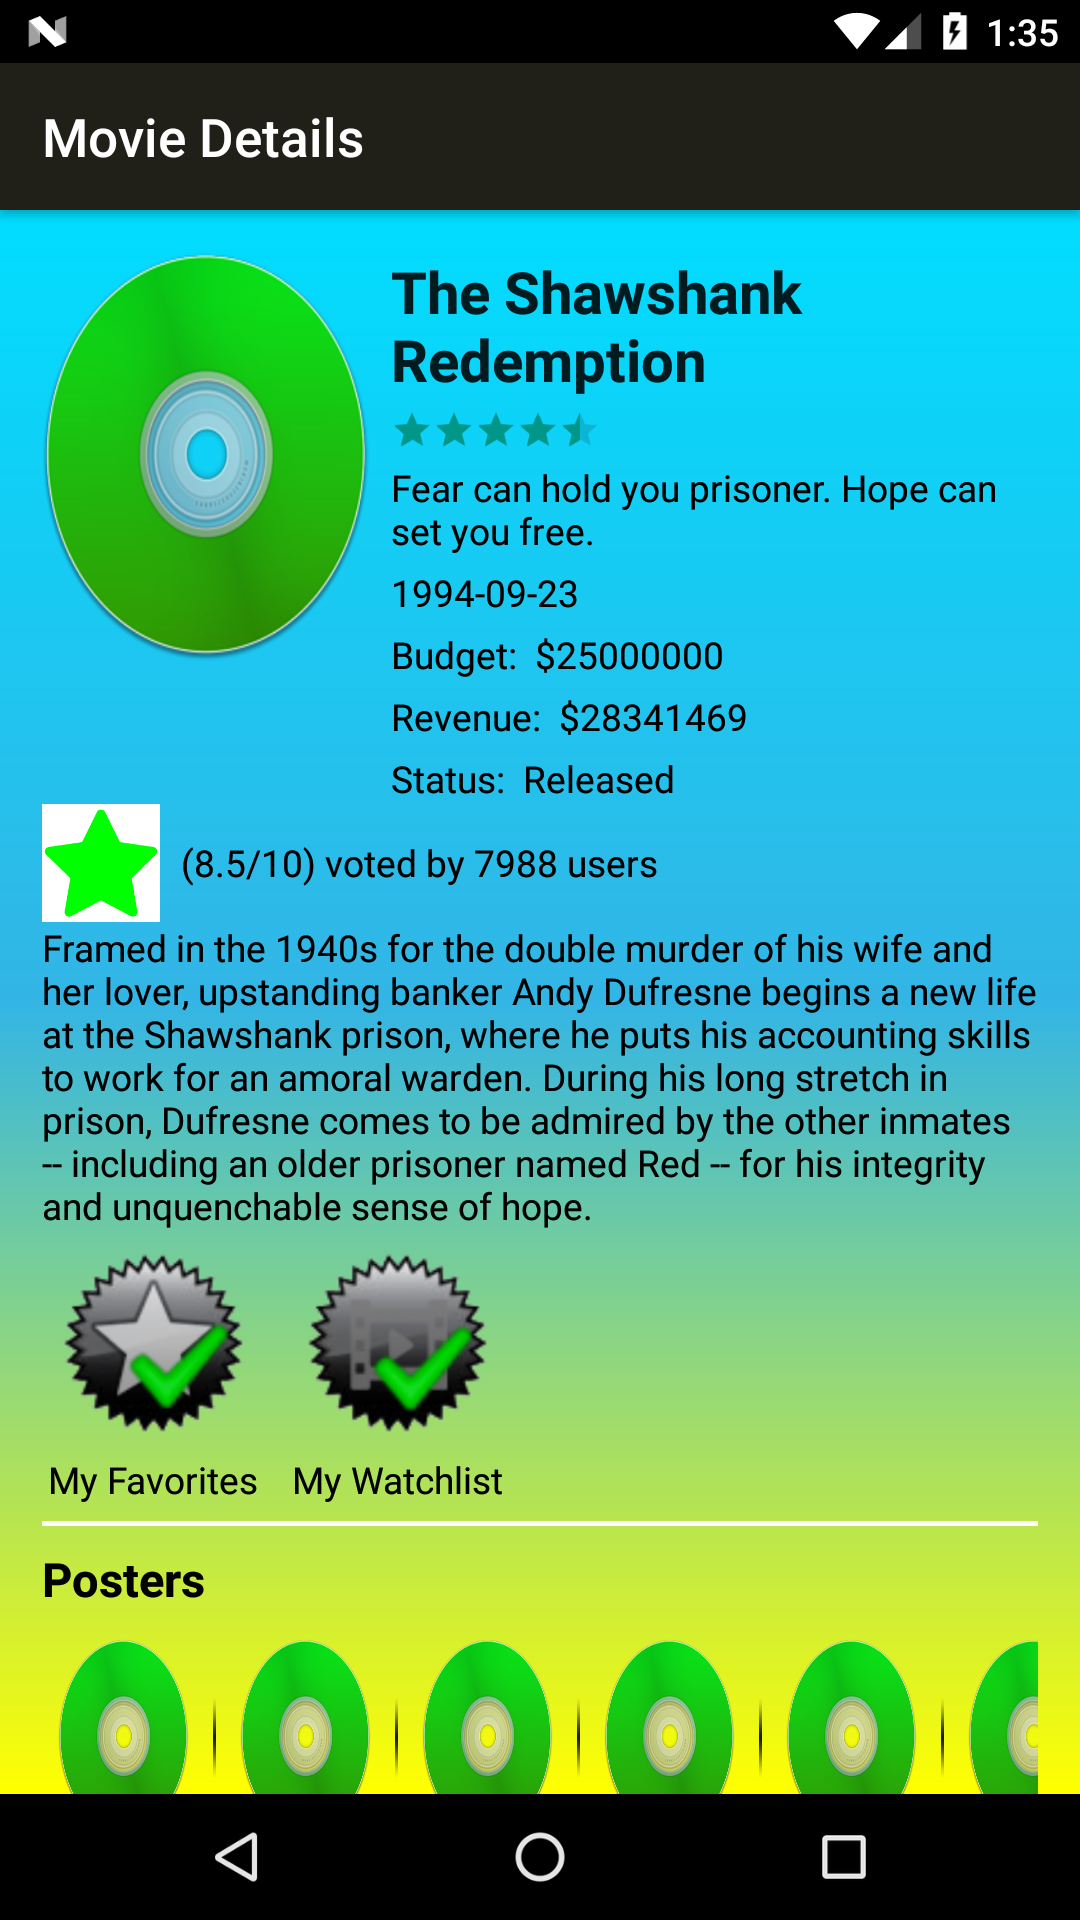 1:35
Movie Details
The Shawshank
Redemption
Fear can hold you prisoner. Hope can
set you free.
1994-09-23
Budget:  $25000000
Revenue:  $28341469
Status:  Released
(8.5/10) voted by 7988 users
Framed in the 1940s for the double murder of his wife and
her lover, upstanding banker Andy Dufresne begins a new life
at the Shawshank prison, where he puts his accounting skills
to work for an amoral warden. During his long stretch in
prison, Dufresne comes to be admired by the other inmates
-- including an older prisoner named Red -- for his integrity
and unquenchable sense of hope.
My Favorites
My Watchlist
Posters